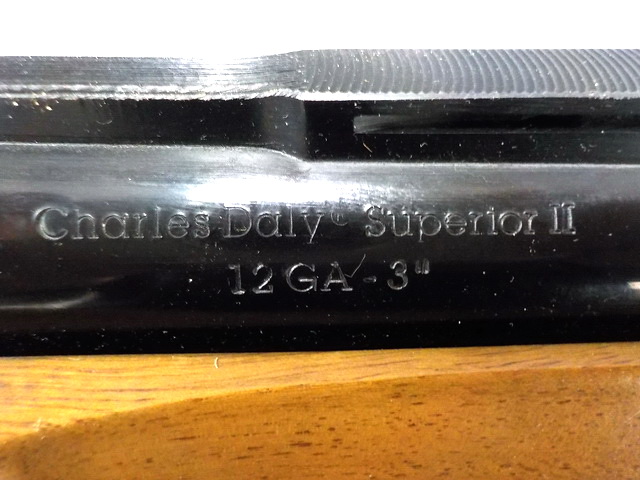 Charles Daly® Superior II
12 GA - 3"